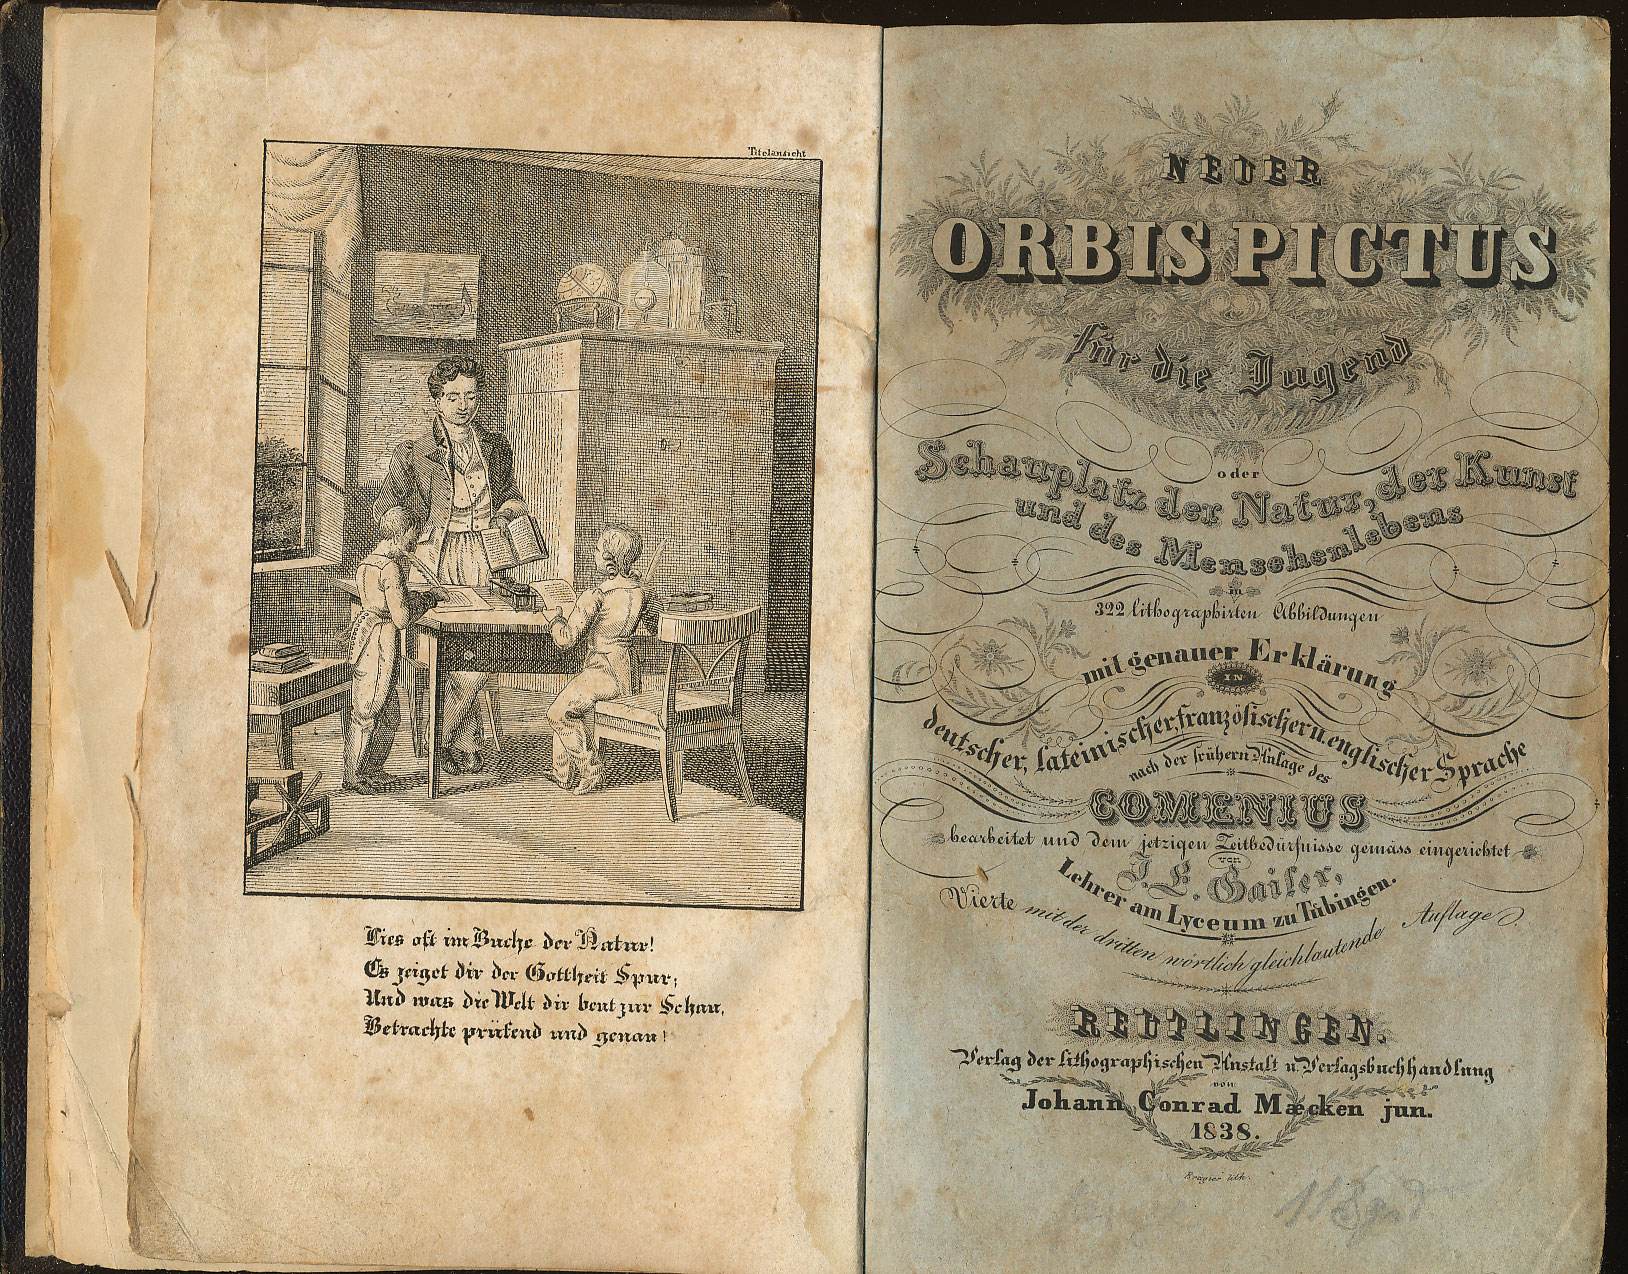 Titelansicht
Lies oft im Buche der Natur!
Es zeiget dir der Gottheit Spur;
Und was die Welt dir beut zur Schau,
Betrachte prüfend und genau!
NEUER
ORBIS PICTUS
für die Jugend
oder
Schauplatz der Natur, der Kunst
und des Menschenlebens
in
322 lithographirten Abbildungen
mit genauer Erklärung
IN
deutscher, lateinischer, französischer u. englischer Sprache
nach der frühern Anlage des
COMENIUS
bearbeitet und dem jetzigen Zeitbedürfnisse gemäss eingerichtet
von
J. E. Gailer,
Lehrer am Lyceum zu Tübingen.
Vierte mit der dritten wörtlich gleichlautende Auflage.
REUTLINGEN.
Verlag der lithographischen Anstalt u. Verlagsbuchhandlung
von
Johann Conrad Mæcken jun.
1838.
lith.